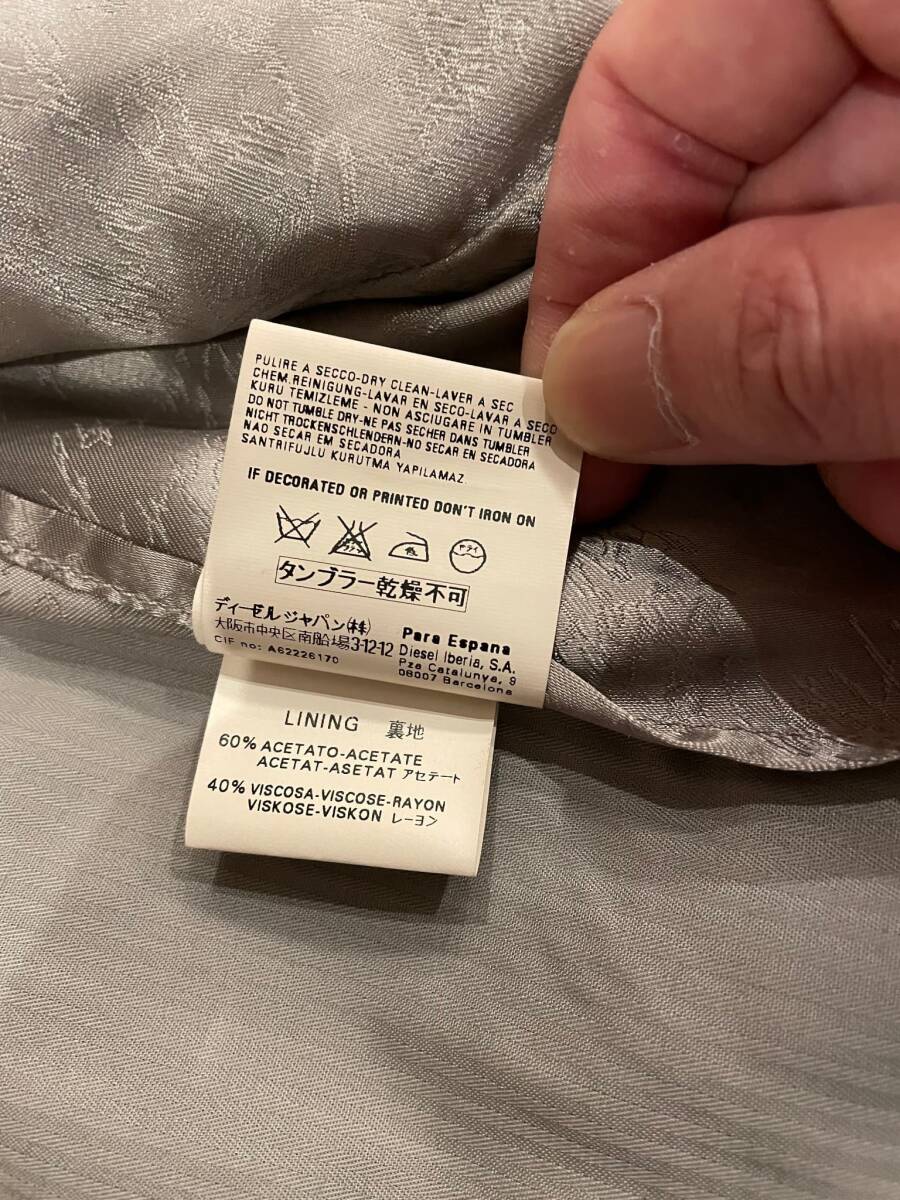 PULIRE A SECCO-DRY CLEAN-LAVER A SEC
CHEM.REINIGUNG-LAVAR EN SECO-LAVAR A SECO
KURU TEMIZLEME - NON ASCIUGARE IN TUMBLER
DO NOT TUMBLE DRY-NE PAS SECHER DANS TUMBLER
NICHT TROCKENSCHLENDERN-NO SECAR EN SECADORA
NAO SECAR EM SECADORA
SANTRIFUJLU KURUTMA YAPILAMAZ.
IF DECORATED OR PRINTED DON'T IRON ON
低 ドライ
タンブラー乾燥不可
ディーゼルジャパン(株)
大阪市中央区南船場3-12-12
CIF no: A62226170
Para Espana
Diesel Iberia, S.A.
Pza Catalunya, 9
08007 Barcelona
LINING 裏地
60% ACETATO-ACETATE
ACETAT-ASETAT アセテート
40% VISCOSA-VISCOSE-RAYON
VISKOSE-VISKON レーヨン